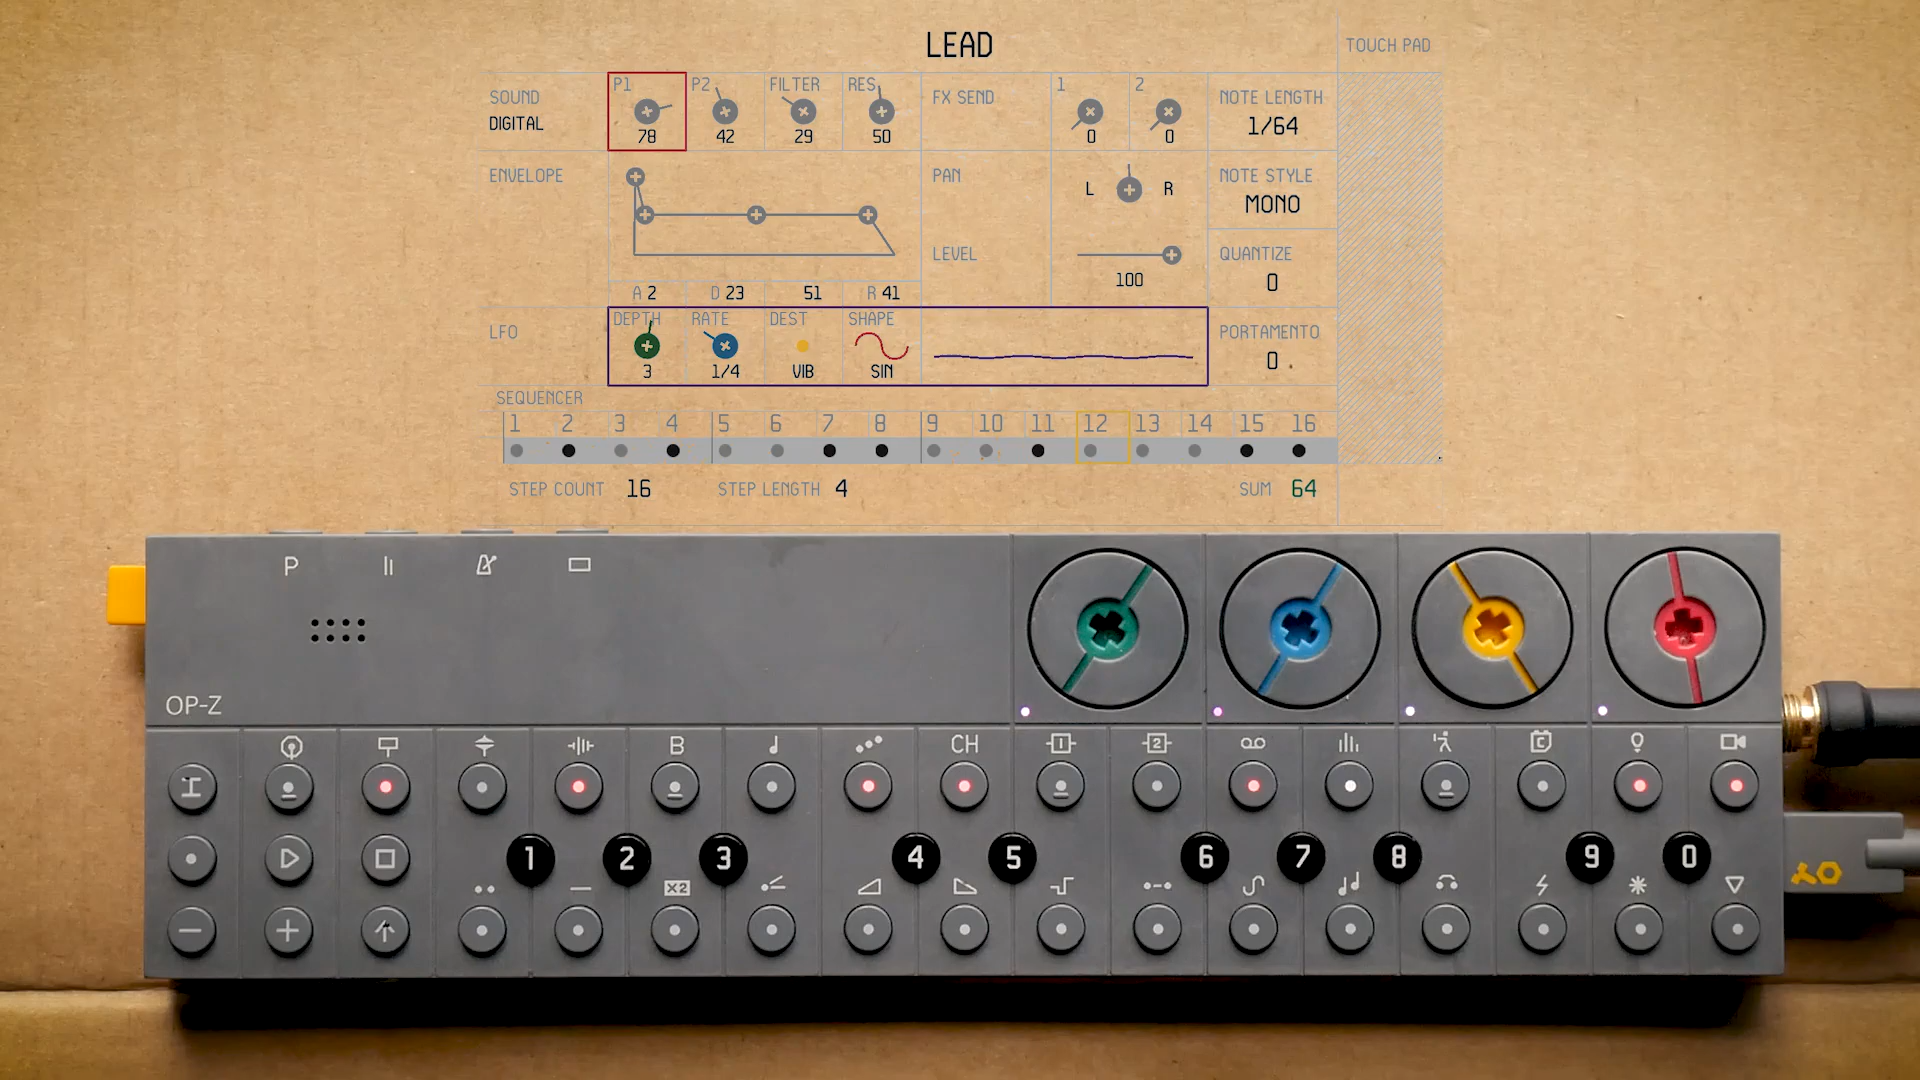 LEAD
TOUCH PAD
SOUND
DIGITAL
P1
78
P2
42
FILTER
29
RES
50
FX SEND
1
0
2
0
NOTE LENGTH
1/64
ENVELOPE
PAN
L
R
NOTE STYLE
MONO
LEVEL
100
QUANTIZE
0
A 2
D 23
51
R 41
LFO
DEPTH
3
RATE
1/4
DEST
VIB
SHAPE
SIN
PORTAMENTO
0
SEQUENCER
1 2 3 4 5 6 7 8 9 10 11 12 13 14 15 16
STEP COUNT 16
STEP LENGTH 4
SUM 64
P
OP-Z
B
CH
1
2
C
1 2 3 4 5 6 7 8 9 0
X2